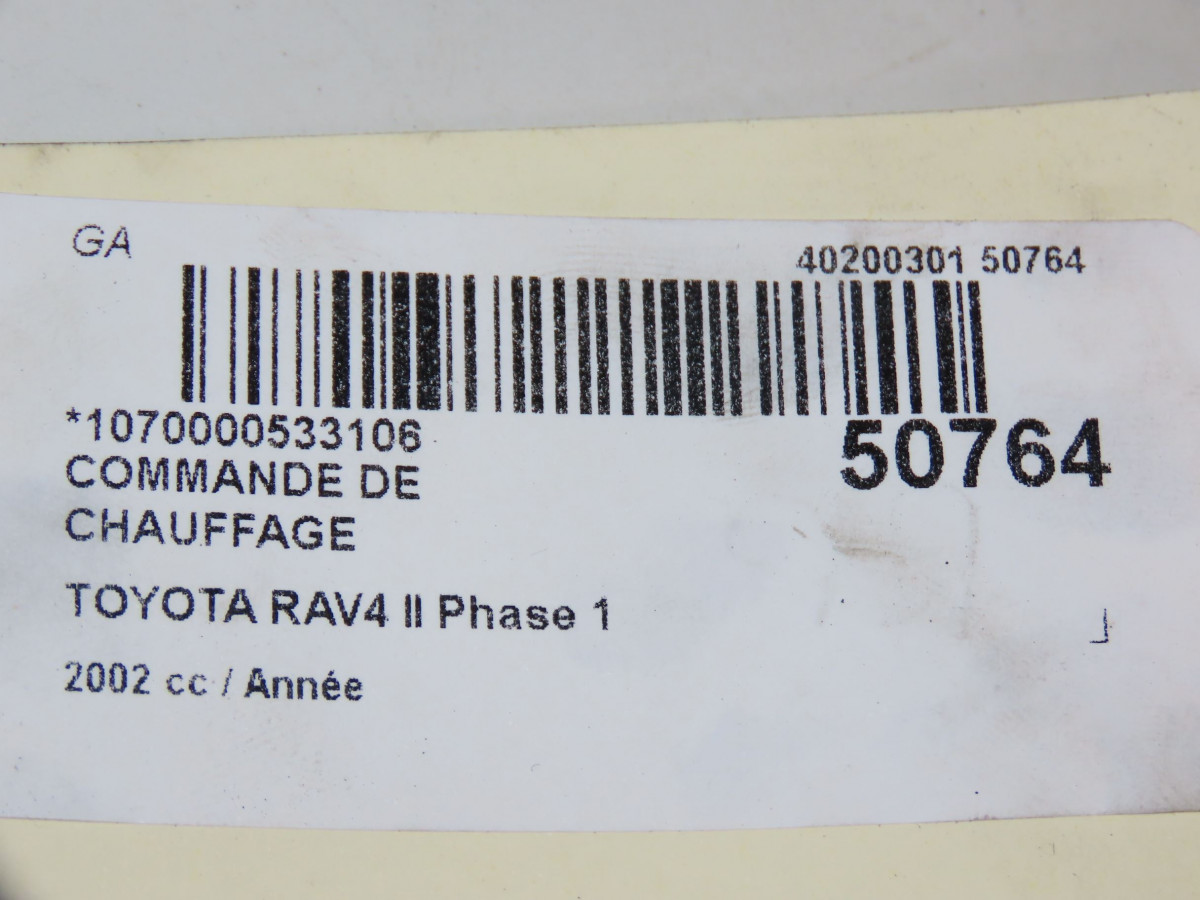 GA
40200301 50764
*1070000533106
50764
COMMANDE DE
CHAUFFAGE
TOYOTA RAV4 II Phase 1
2002 cc / Année